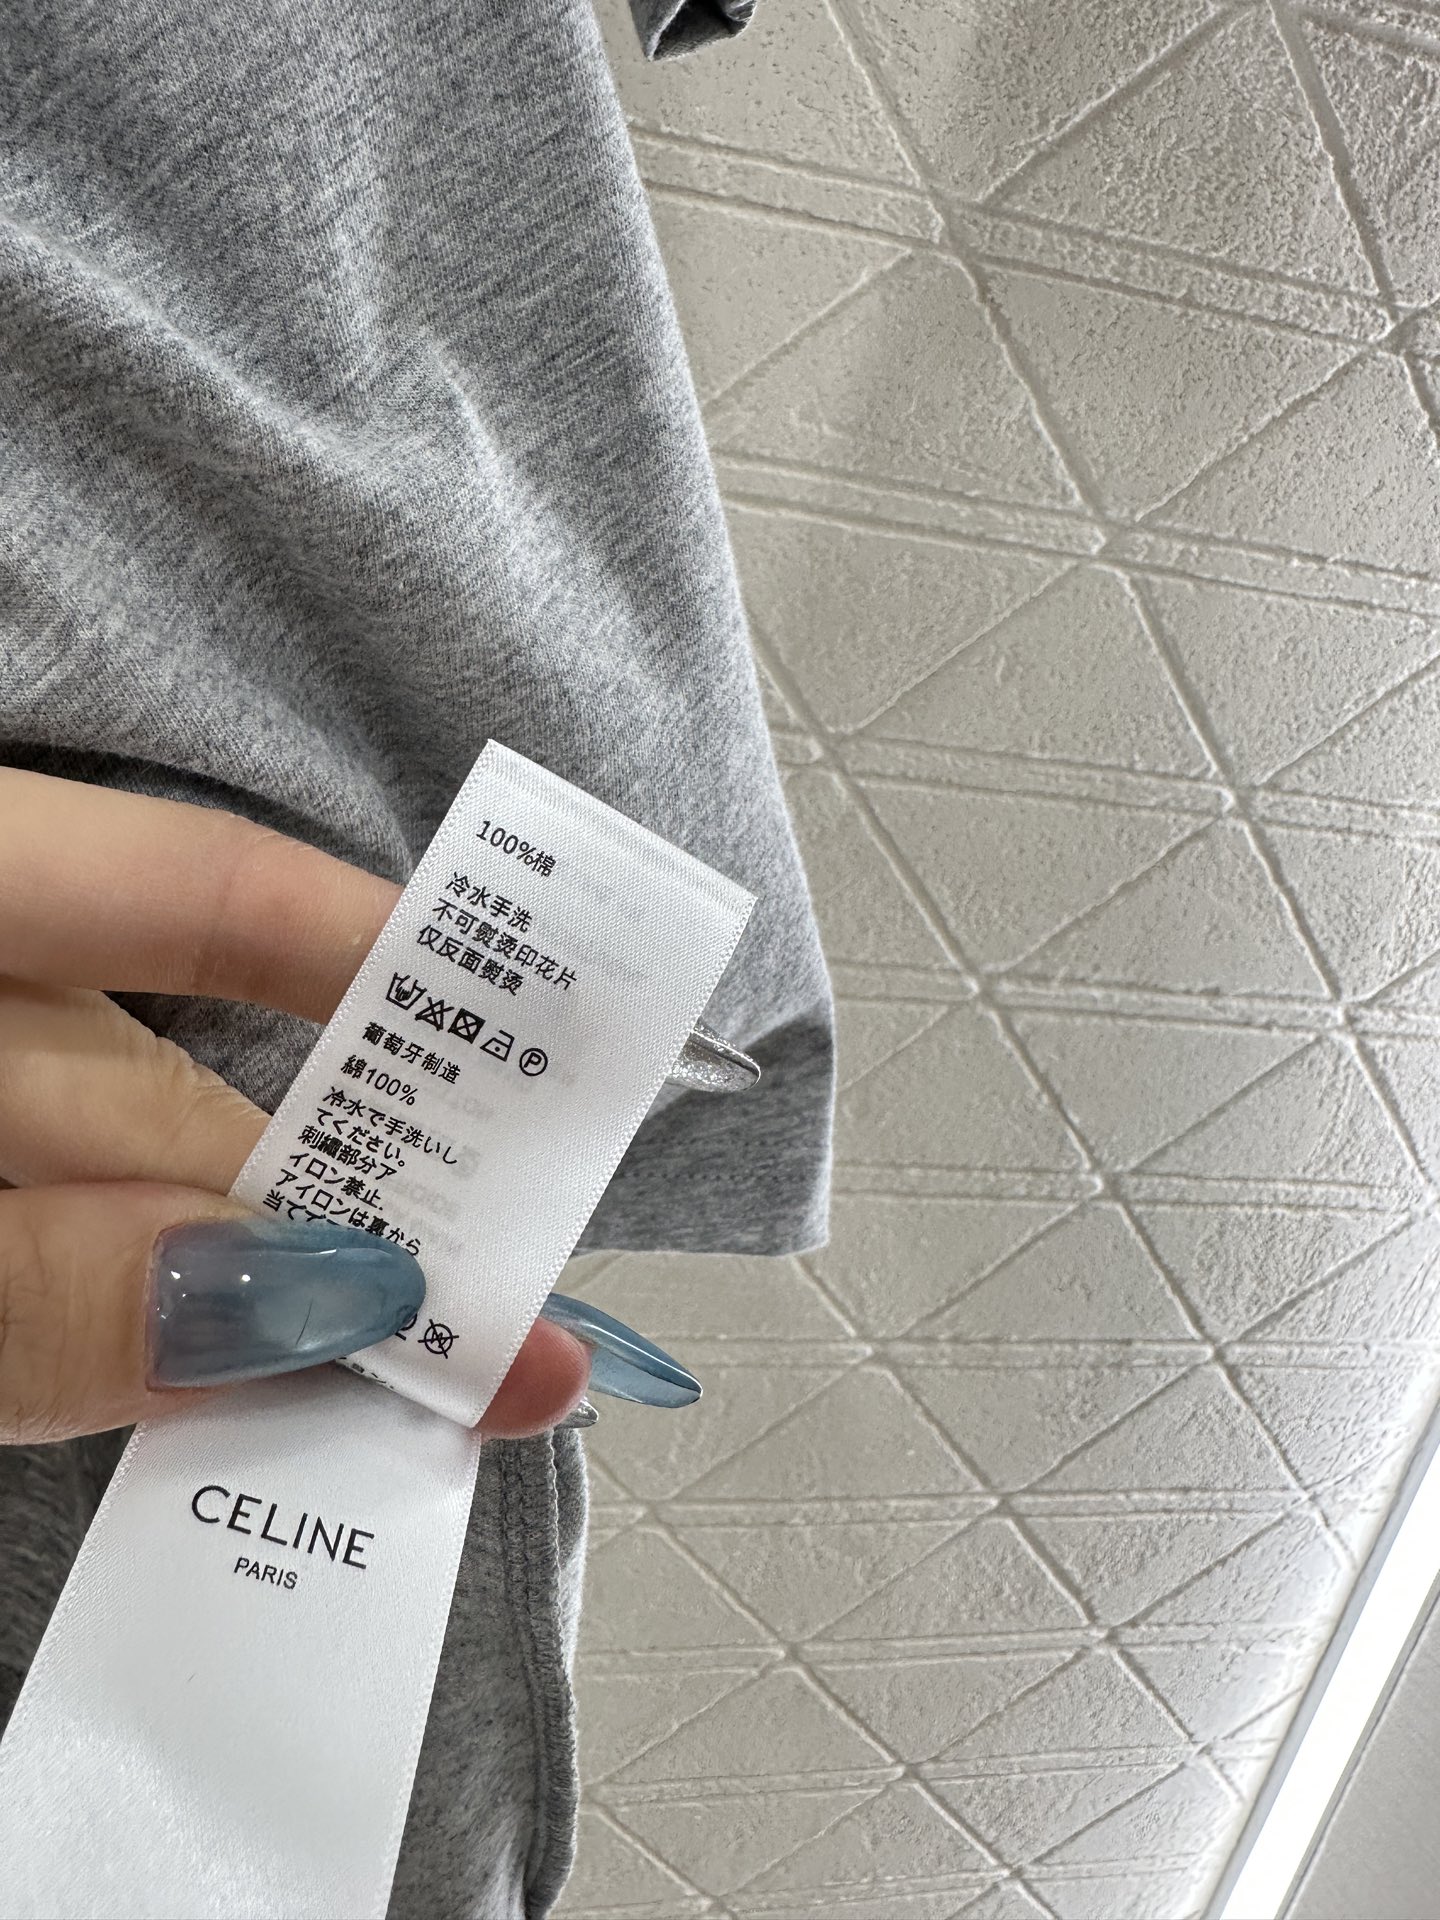 100%棉
冷水手洗
不可熨烫印花片
仅反面熨烫
P
葡萄牙制造
綿100%
冷水で手洗いし
てください。
刺繍部分ア
イロン禁止.
アイロンは裏から
当て
CELINE
PARIS